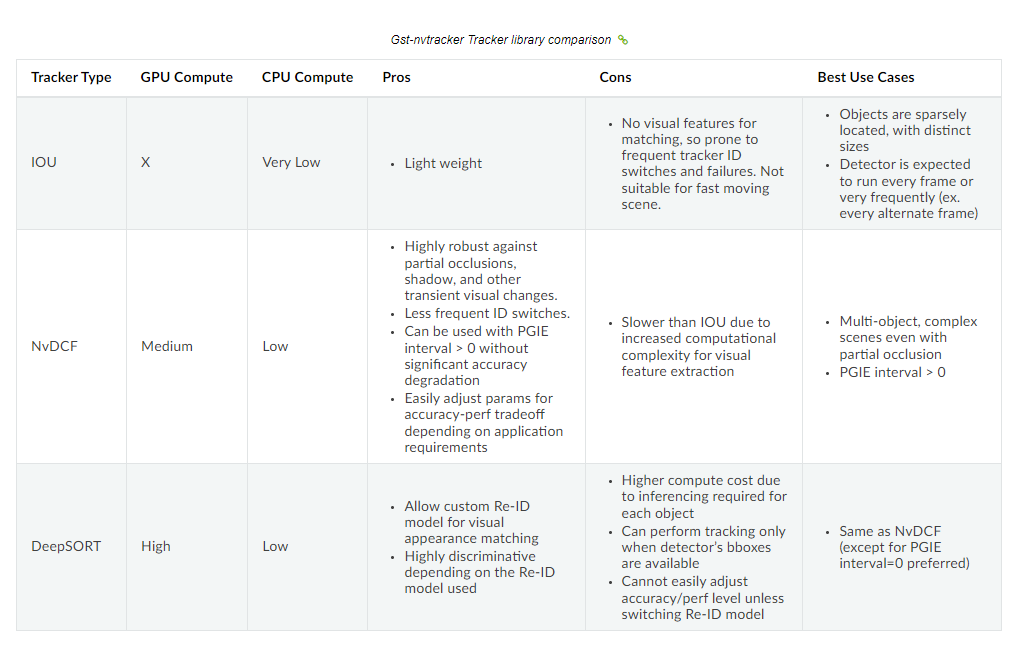 Gst-nvtracker Tracker library comparison
Tracker Type GPU Compute CPU Compute Pros Cons Best Use Cases
IOU
X
Very Low
• Light weight
• No visual features for
matching, so prone to
frequent tracker ID
switches and failures. Not
suitable for fast moving
scene.
• Objects are sparsely
located, with distinct
sizes
• Detector is expected
to run every frame or
very frequently (ex.
every alternate frame)
NvDCF
Medium
Low
• Highly robust against
partial occlusions,
shadow, and other
transient visual changes.
• Less frequent ID switches.
• Can be used with PGIE
interval > 0 without
significant accuracy
degradation
• Easily adjust params for
accuracy-perf tradeoff
depending on application
requirements
• Slower than IOU due to
increased computational
complexity for visual
feature extraction
• Multi-object, complex
scenes even with
partial occlusion
• PGIE interval > 0
DeepSORT
High
Low
• Allow custom Re-ID
model for visual
appearance matching
• Highly discriminative
depending on the Re-ID
model used
• Higher compute cost due
to inferencing required for
each object
• Can perform tracking only
when detector’s bboxes
are available
• Cannot easily adjust
accuracy/perf level unless
switching Re-ID model
• Same as NvDCF
(except for PGIE
interval=0 preferred)